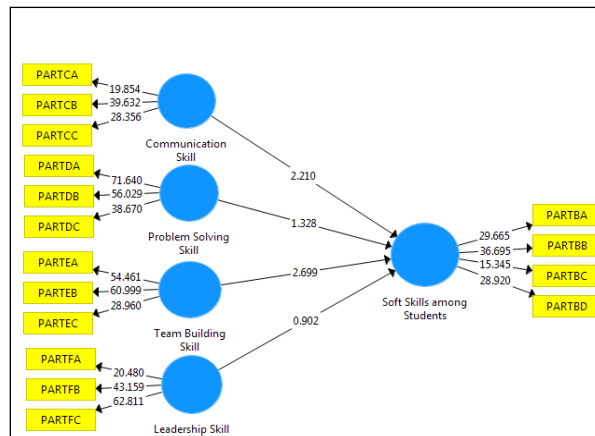 PARTCA
19.854
PARTCB
39.632
PARTCC
28.356
Communication
Skill
2.210
PARTDA
71.640
PARTDB
56.029
PARTDC
38.670
Problem Solving
Skill
1.328
PARTEA
54.461
PARTEB
60.999
PARTEC
28.960
Team Building
Skill
2.699
PARTFA
20.480
PARTFB
43.159
PARTFC
62.811
Leadership Skill
0.902
Soft Skills among
Students
29.665
PARTBA
36.695
PARTBB
15.345
PARTBC
28.920
PARTBD